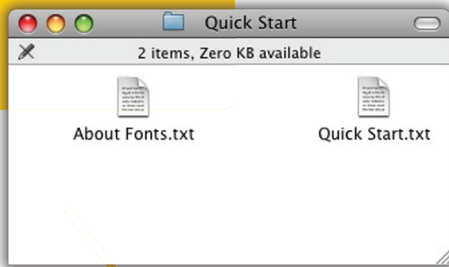 Quick Start
2 items, Zero KB available
About Fonts.txt Quick Start.txt